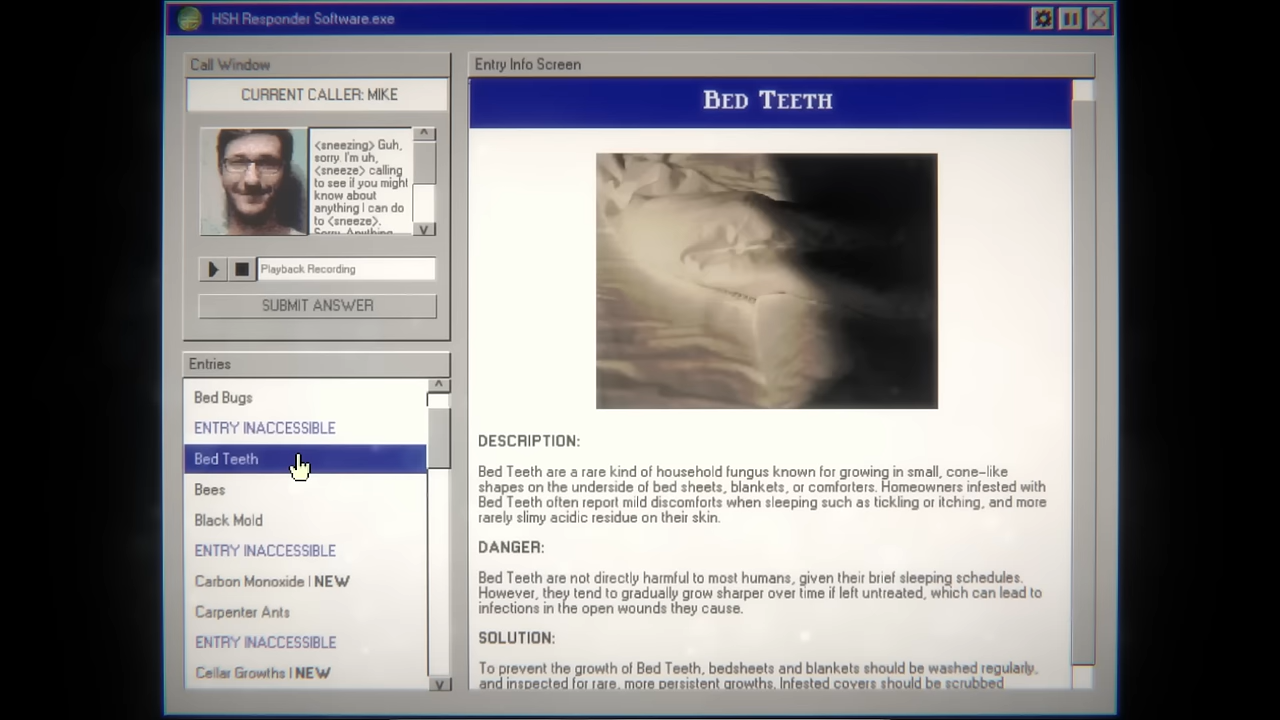 HSH Responder Software.exe
Call Window
CURRENT CALLER: MIKE
<sneezing> Guh,
sorry. I'm uh,
<sneeze> calling
to see if you might
know about
anything I can do
to <sneeze>.
Sorry. Anything
Playback Recording
SUBMIT ANSWER
Entries
Bed Bugs
ENTRY INACCESSIBLE
Bed Teeth
Bees
Black Mold
ENTRY INACCESSIBLE
Carbon Monoxide | NEW
Carpenter Ants
ENTRY INACCESSIBLE
Cellar Growths | NEW
Entry Info Screen
BED TEETH
DESCRIPTION:
Bed Teeth are a rare kind of household fungus known for growing in small, cone-like
shapes on the underside of bed sheets, blankets, or comforters. Homeowners infested with
Bed Teeth often report mild discomforts when sleeping such as tickling or itching, and more
rarely slimy acidic residue on their skin.
DANGER:
Bed Teeth are not directly harmful to most humans, given their brief sleeping schedules.
However, they tend to gradually grow sharper over time if left untreated, which can lead to
infections in the open wounds they cause.
SOLUTION:
To prevent the growth of Bed Teeth, bedsheets and blankets should be washed regularly,
and inspected for rare, more persistent growths. Infested covers should be scrubbed